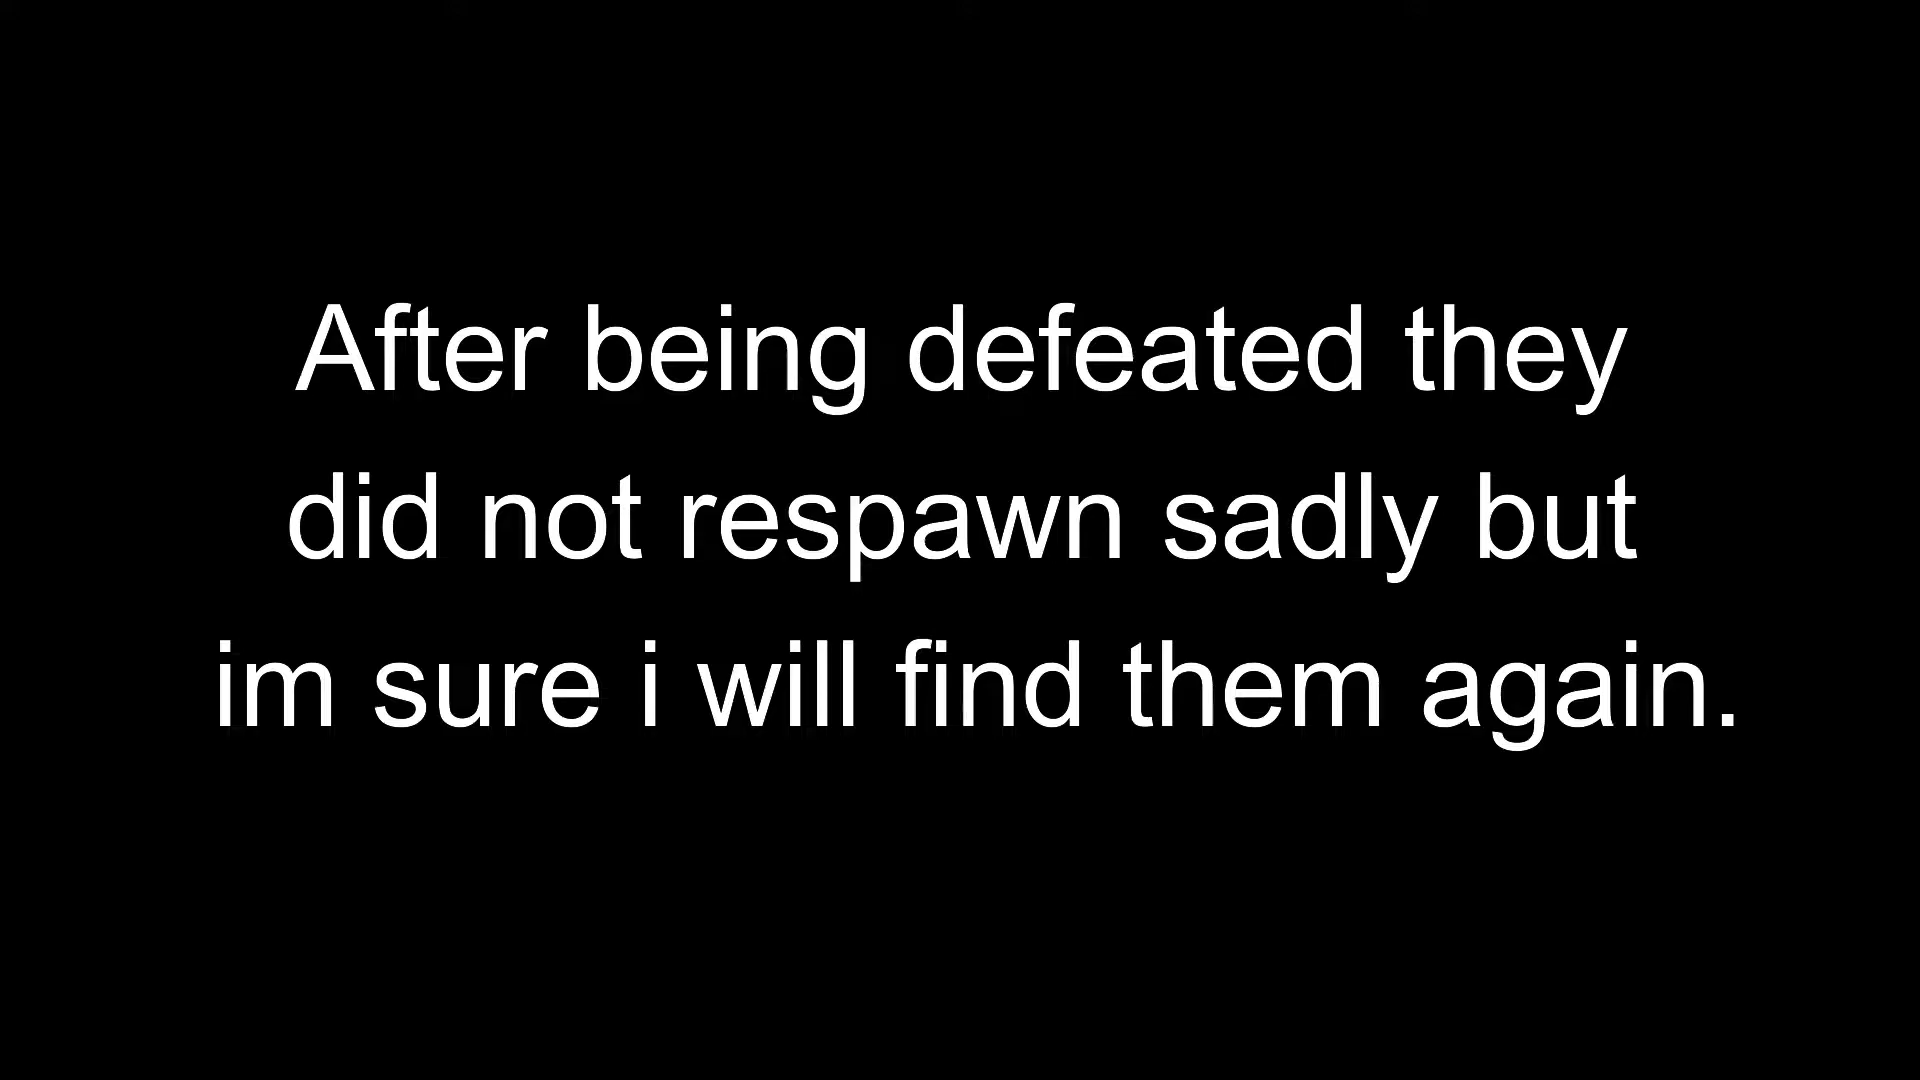 After being defeated they
did not respawn sadly but
im sure i will find them again.